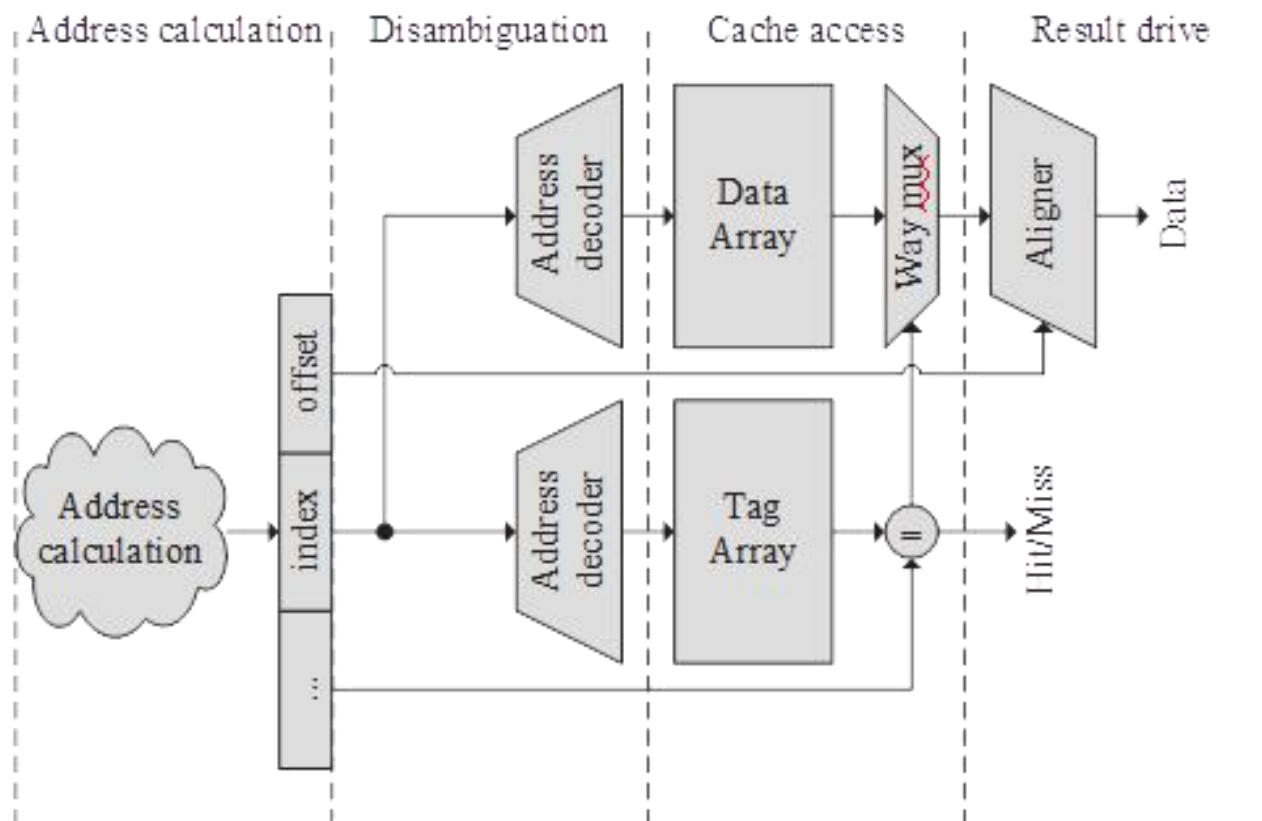 Address calculation
Disambiguation
Cache access
Result drive
Address
decoder
Data
Array
Way mux
Aligner
Data
offset
index
...
Address
calculation
Address
decoder
Tag
Array
=
Hit/Miss